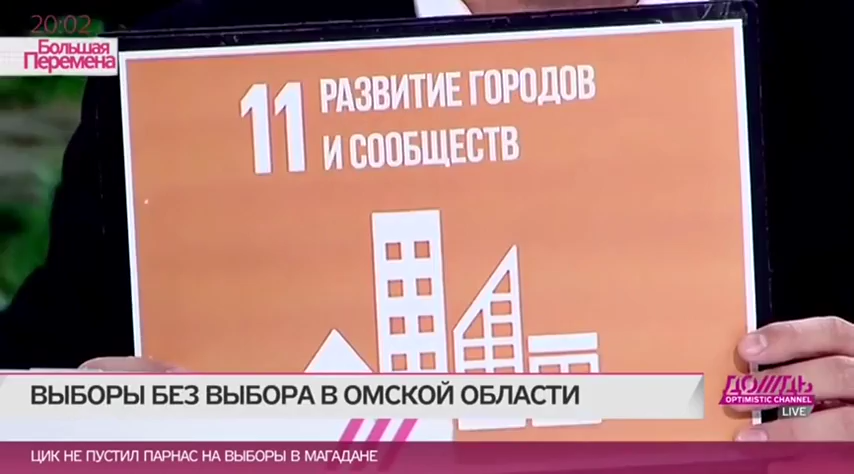 20:02
Большая
Перемена
11 РАЗВИТИЕ ГОРОДОВ
И СООБЩЕСТВ
ВЫБОРЫ БЕЗ ВЫБОРА В ОМСКОЙ ОБЛАСТИ
ДОЖДЬ
OPTIMISTIC CHANNEL
LIVE
ЦИК НЕ ПУСТИЛ ПАРНАС НА ВЫБОРЫ В МАГАДАНЕ